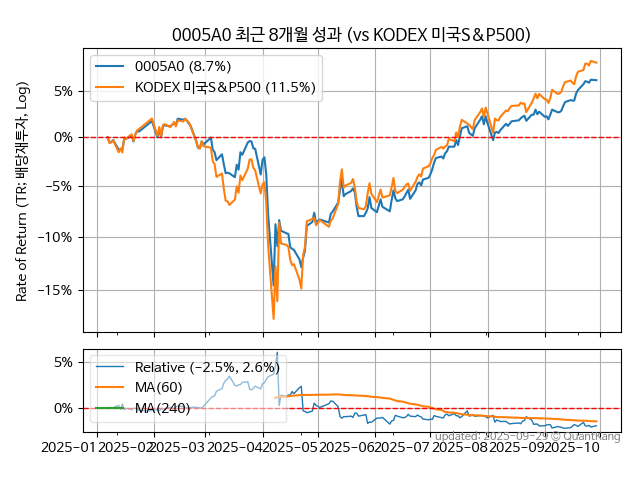 0005A0 최근 8개월 성과 (vs KODEX 미국S&P500)
0005A0 (8.7%)
KODEX 미국S&P500 (11.5%)
Rate of Return (TR: 배당재투자, Log)
5%
0%
−5%
−10%
−15%
Relative (−2.5%, 2.6%)
MA(60)
MA(240)
5%
0%
updated: 2025-09-29 © Quantkang
2025-01 2025-02 2025-03 2025-04 2025-05 2025-06 2025-07 2025-08 2025-09 2025-10